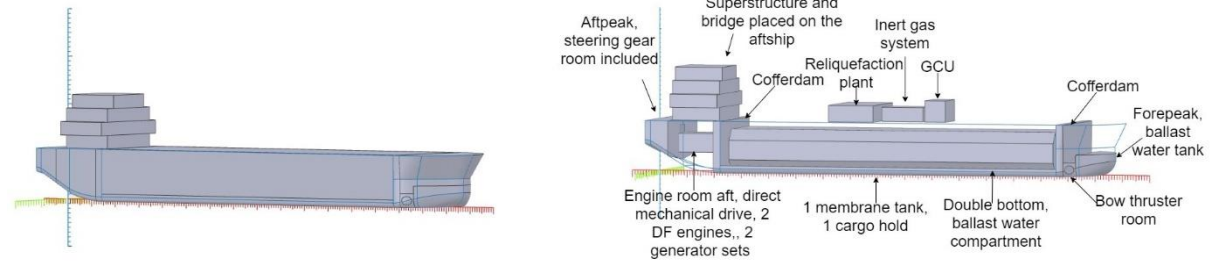 Aftpeak,
steering gear
room included
Superstructure and
bridge placed on the
aftship
Cofferdam
Reliquefaction
plant
Inert gas
system
GCU
Cofferdam
Forepeak,
ballast
water tank
Engine room aft, direct
mechanical drive, 2
DF engines,, 2
generator sets
1 membrane tank,
1 cargo hold
Double bottom,
ballast water
compartment
Bow thruster
room